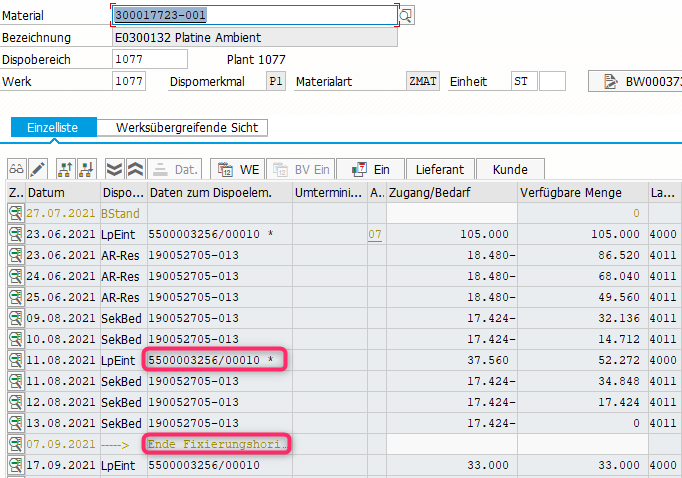 Material 300017723-001
Bezeichnung E0300132 Platine Ambient
Dispobereich 1077 Plant 1077
Werk 1077 Dispomerkmal P1 Materialart ZMAT Einheit ST BW000373
Einzelliste Werksübergreifende Sicht
Dat. WE BV Ein Ein Lieferant Kunde
Z.. Datum Dispo... Daten zum Dispoelem. Umtermini... A.. Zugang/Bedarf Verfügbare Menge La...
27.07.2021 BStand 0
23.06.2021 LpEint 5500003256/00010 * 07 105.000 105.000 4000
23.06.2021 AR-Res 190052705-013 18.480- 86.520 4011
24.06.2021 AR-Res 190052705-013 18.480- 68.040 4011
25.06.2021 AR-Res 190052705-013 18.480- 49.560 4011
09.08.2021 SekBed 190052705-013 17.424- 32.136 4011
10.08.2021 SekBed 190052705-013 17.424- 14.712 4011
11.08.2021 LpEint 5500003256/00010 * 37.560 52.272 4000
11.08.2021 SekBed 190052705-013 17.424- 34.848 4011
12.08.2021 SekBed 190052705-013 17.424- 17.424 4011
13.08.2021 SekBed 190052705-013 17.424- 0 4011
07.09.2021 -----> Ende Fixierungshori...
17.09.2021 LpEint 5500003256/00010 33.000 33.000 4000